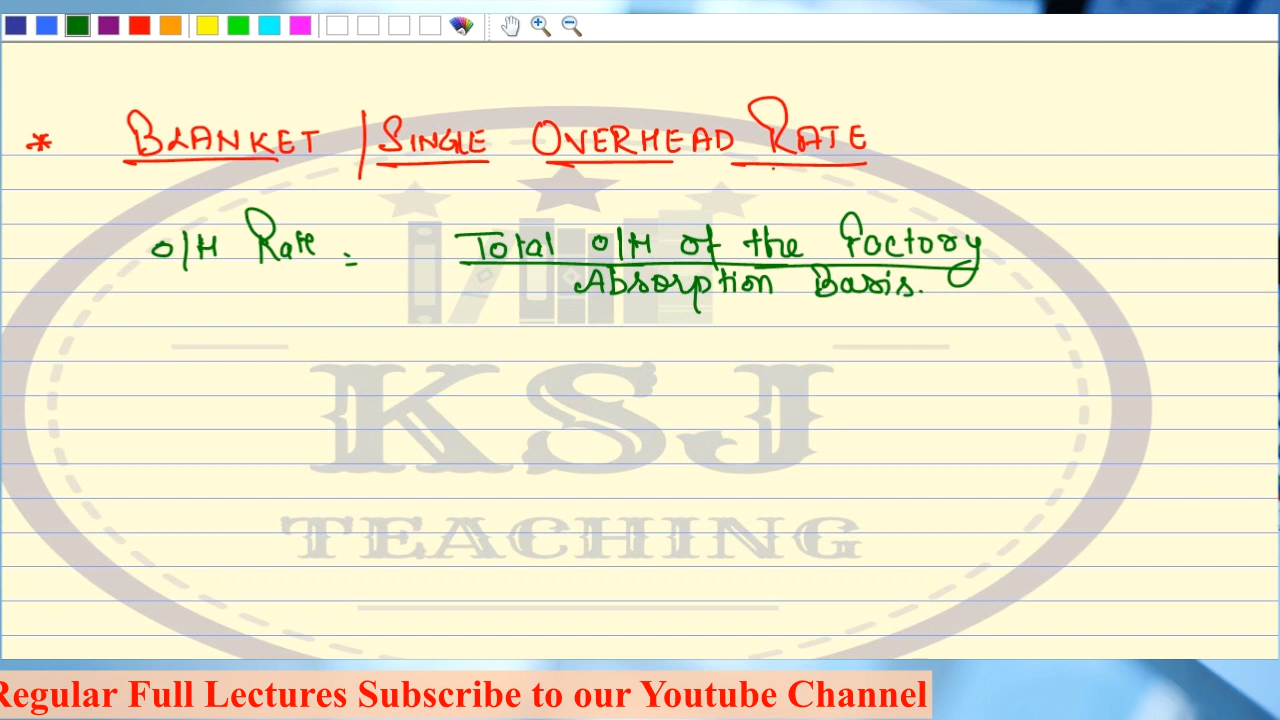 * BLANKET / SINGLE OVERHEAD RATE
O/H Rate = Total O/H of the Factory
Absorption Basis.
KSJ
TEACHING
Regular Full Lectures Subscribe to our Youtube Channel